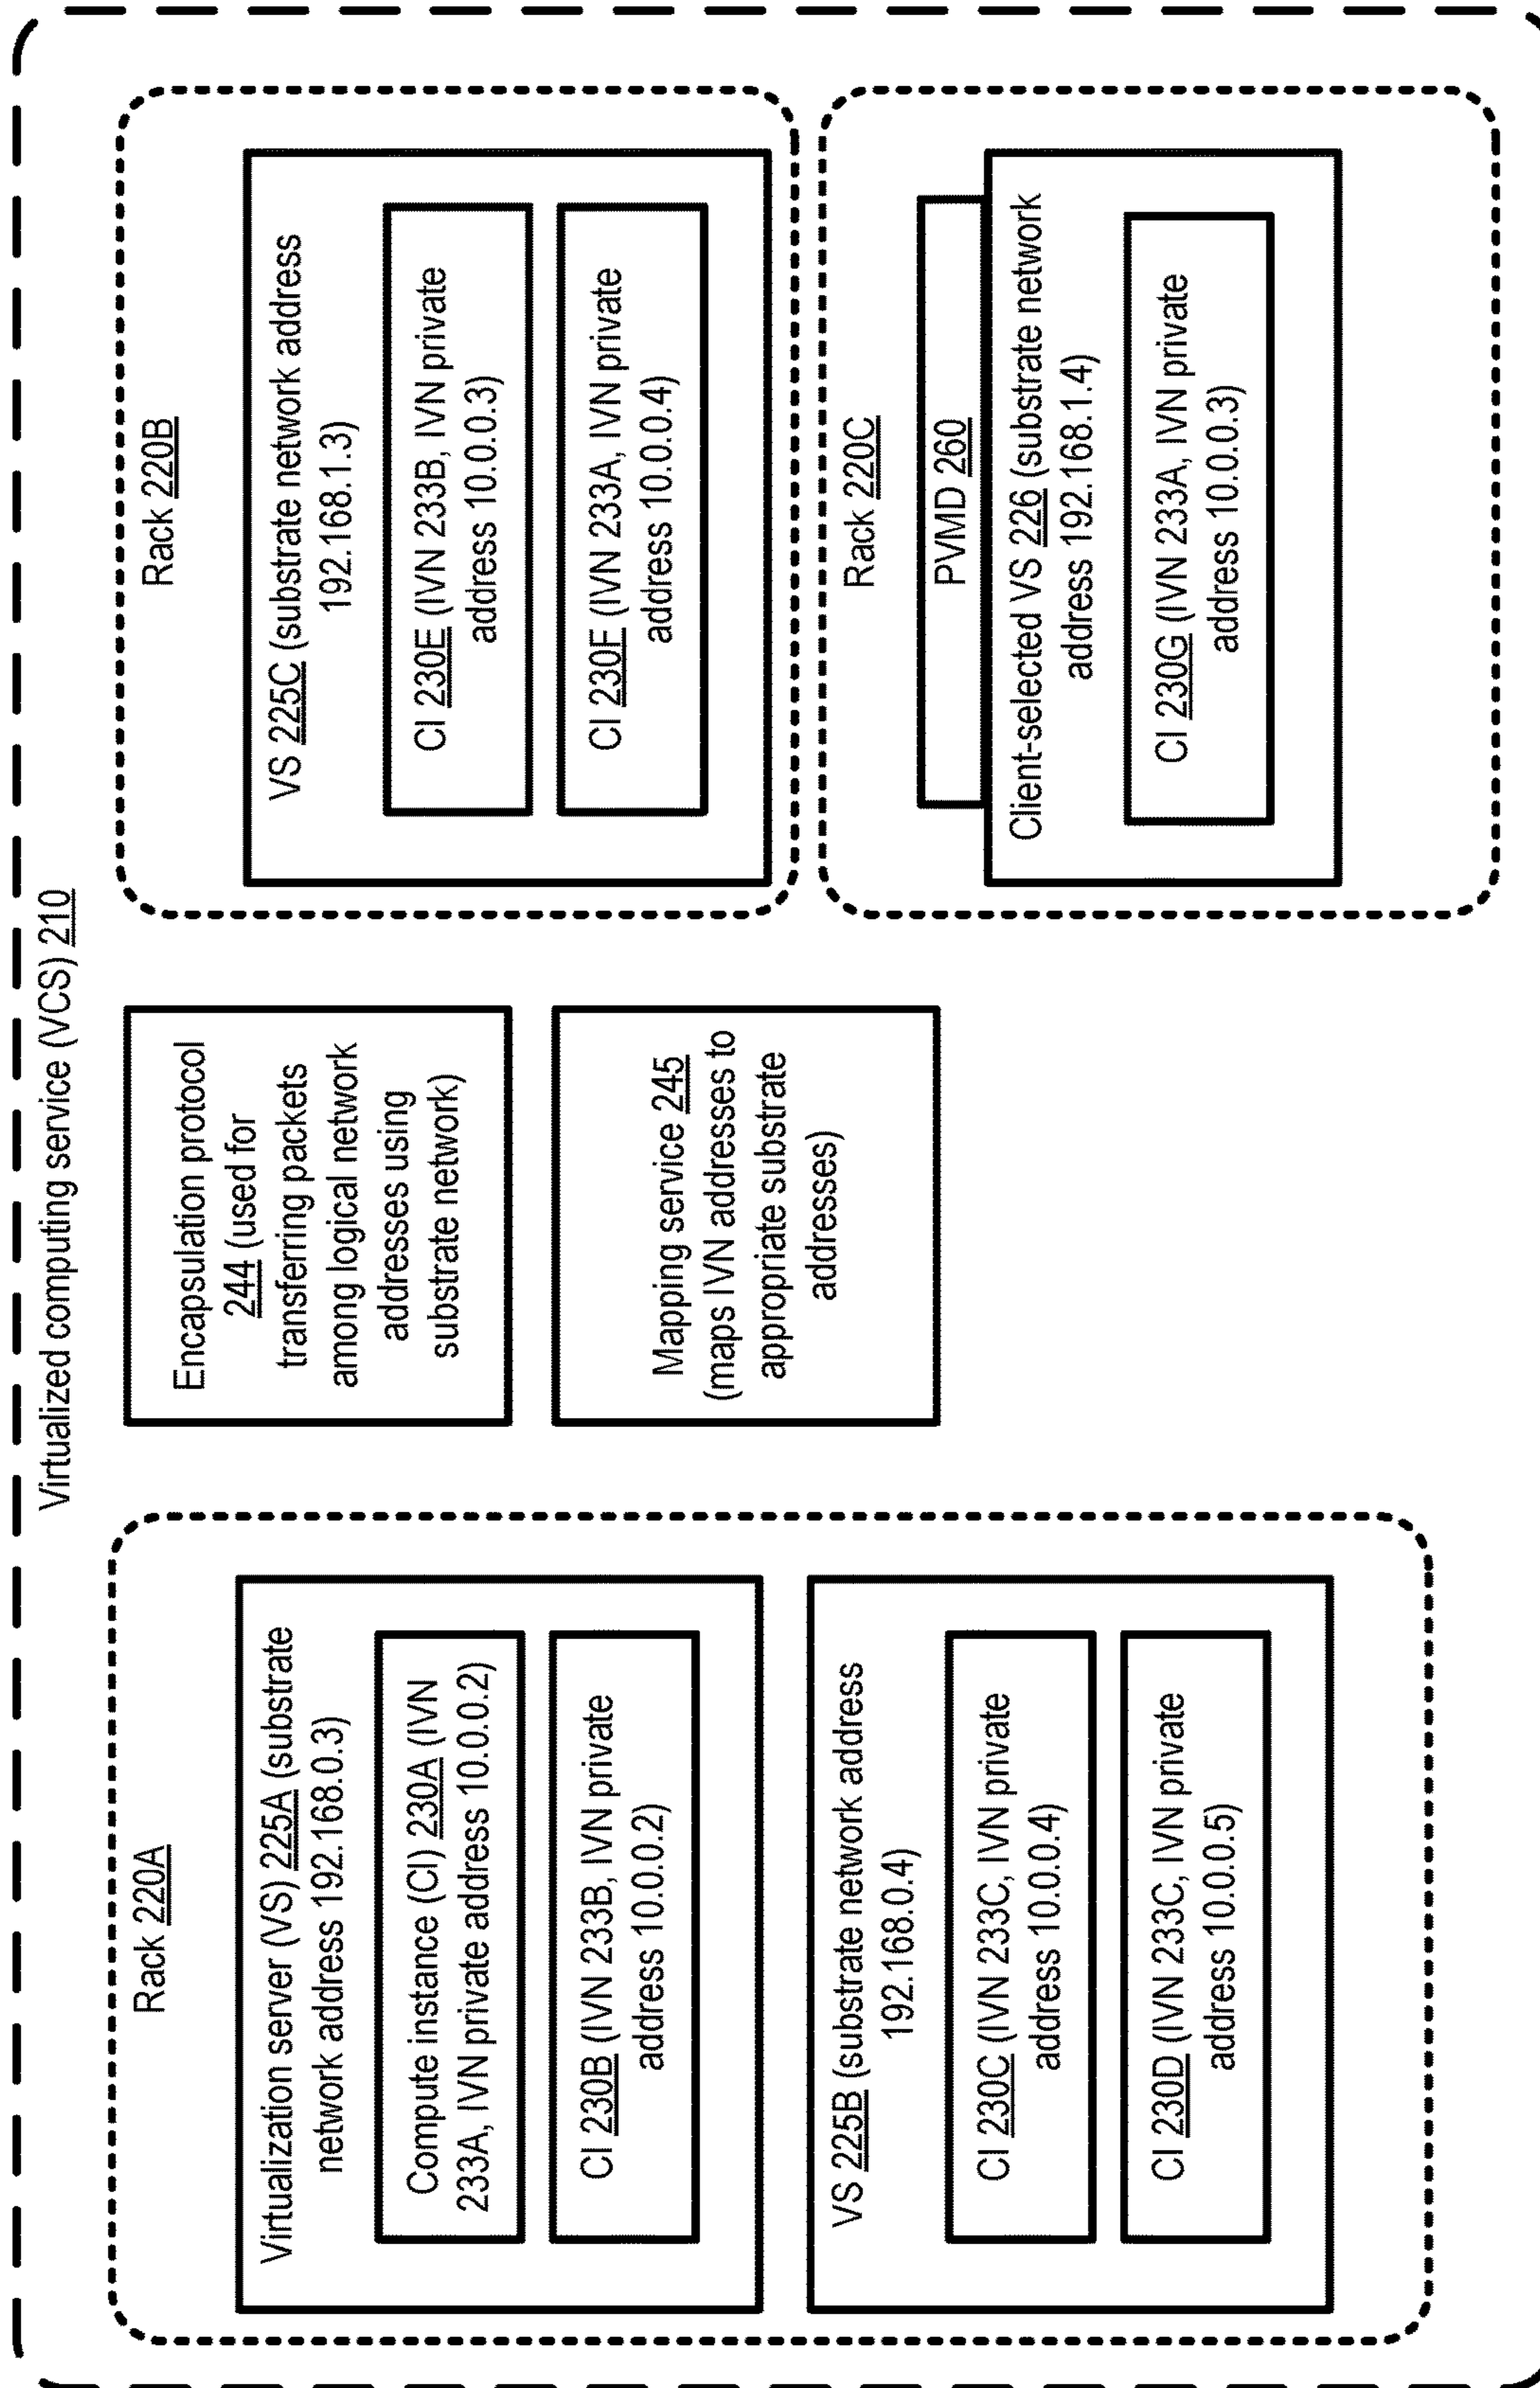 Virtualized computing service (VCS) 210
Rack 220A
Virtualization server (VS) 225A (substrate
network address 192.168.0.3)
Compute instance (CI) 230A (IVN
233A, IVN private address 10.0.0.2)
CI 230B (IVN 233B, IVN private
address 10.0.0.2)
VS 225B (substrate network address
192.168.0.4)
CI 230C (IVN 233C, IVN private
address 10.0.0.4)
CI 230D (IVN 233C, IVN private
address 10.0.0.5)
Encapsulation protocol
244 (used for
transferring packets
among logical network
addresses using
substrate network)
Mapping service 245
(maps IVN addresses to
appropriate substrate
addresses)
Rack 220B
VS 225C (substrate network address
192.168.1.3)
CI 230E (IVN 233B, IVN private
address 10.0.0.3)
CI 230F (IVN 233A, IVN private
address 10.0.0.4)
Rack 220C
PVMD 260
Client-selected VS 226 (substrate network
address 192.168.1.4)
CI 230G (IVN 233A, IVN private
address 10.0.0.3)